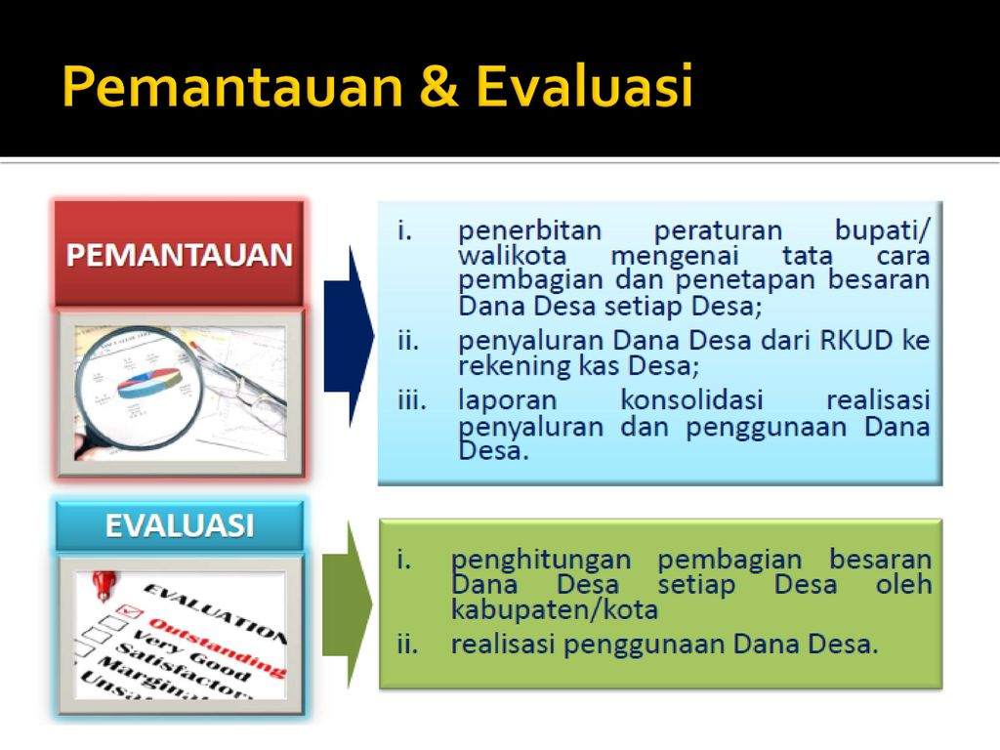 Pemantauan & Evaluasi
PEMANTAUAN
i. penerbitan peraturan bupati/
walikota mengenai tata cara
pembagian dan penetapan besaran
Dana Desa setiap Desa;
ii. penyaluran Dana Desa dari RKUD ke
rekening kas Desa;
iii. laporan konsolidasi realisasi
penyaluran dan penggunaan Dana
Desa.
EVALUASI
EVALUATION
Outstanding
Very Good
Satisfactory
i. penghitungan pembagian besaran
Dana Desa setiap Desa oleh
kabupaten/kota
ii. realisasi penggunaan Dana Desa.